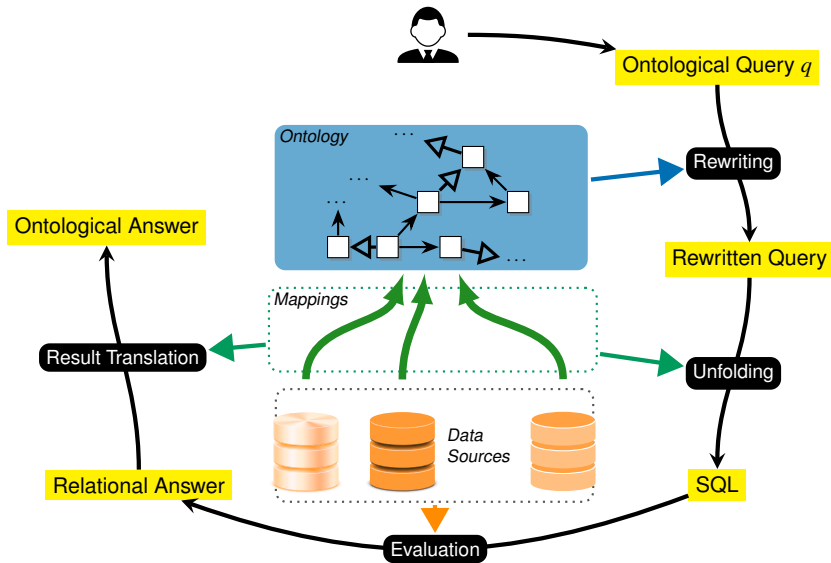 Ontological Query q
Ontology
. . .
. . .
. . .
. . .
Rewriting
Ontological Answer
Rewritten Query
Mappings
Result Translation
Unfolding
Data
Sources
Relational Answer
SQL
Evaluation